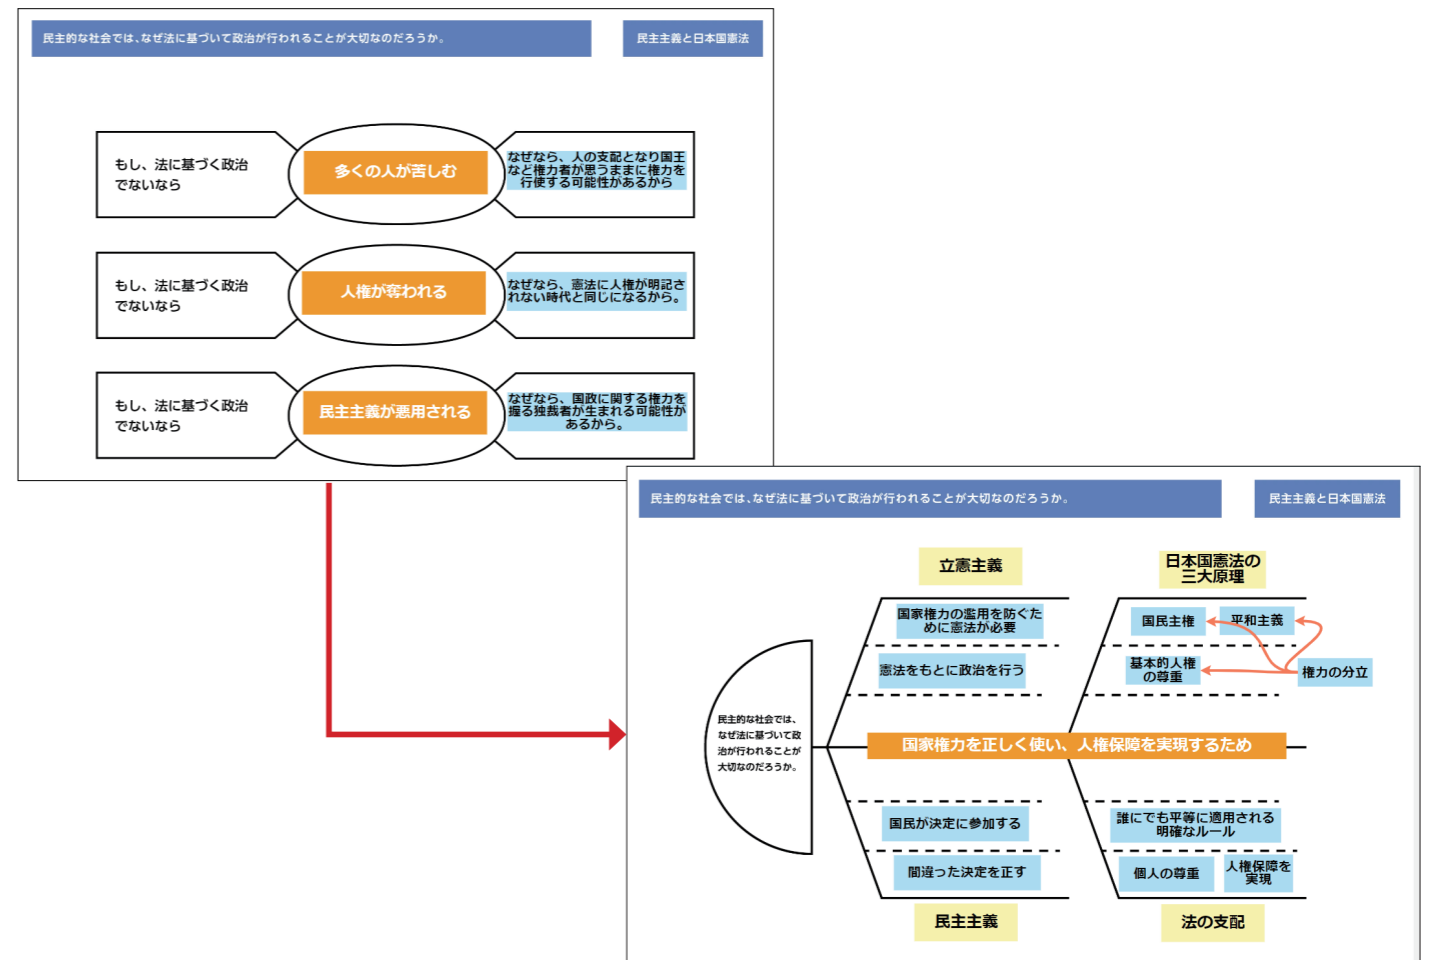 民主的な社会では、なぜ法に基づいて政治が行われることが大切なのだろうか。
民主主義と日本国憲法
もし、法に基づく政治
でないなら
多くの人が苦しむ
なぜなら、人の支配となり国王
など権力者が思うままに権力を
行使する可能性があるから
もし、法に基づく政治
でないなら
人権が奪われる
なぜなら、憲法に人権が明記さ
れない時代と同じになるから。
もし、法に基づく政治
でないなら
民主主義が悪用される
なぜなら、国政に関する権力を
握る独裁者が生まれる可能性が
あるから。
民主的な社会では、なぜ法に基づいて政治が行われることが大切なのだろうか。
民主主義と日本国憲法
立憲主義
国家権力の濫用を防ぐた
めに憲法が必要
憲法をもとに政治を行う
日本国憲法の
三大原理
国民主権
平和主義
基本的人権
の尊重
権力の分立
民主的な社会では、
なぜ法に基づいて政
治が行われることが
大切なのだろうか。
国家権力を正しく使い、人権保障を実現するため
国民が決定に参加する
間違った決定を正す
民主主義
誰にでも平等に適用される
明確なルール
個人の尊重
人権保障を
実現
法の支配